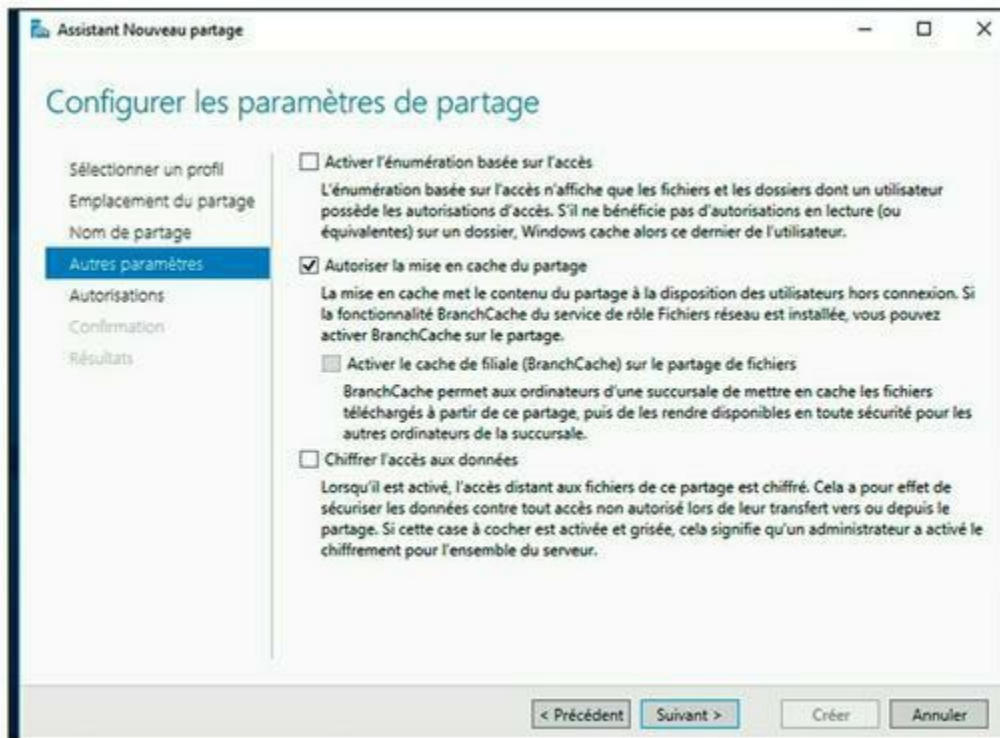 Assistant Nouveau partage
Configurer les paramètres de partage
Sélectionner un profil
Emplacement du partage
Nom de partage
Autres paramètres
Autorisations
Confirmation
Résultats
Activer l'énumération basée sur l'accès
L'énumération basée sur l'accès n'affiche que les fichiers et les dossiers dont un utilisateur
possède les autorisations d'accès. S'il ne bénéficie pas d'autorisations en lecture (ou
équivalentes) sur un dossier, Windows cache alors ce dernier de l'utilisateur.
Autoriser la mise en cache du partage
La mise en cache met le contenu du partage à la disposition des utilisateurs hors connexion. Si
la fonctionnalité BranchCache du service de rôle Fichiers réseau est installée, vous pouvez
activer BranchCache sur le partage.
Activer le cache de filiale (BranchCache) sur le partage de fichiers
BranchCache permet aux ordinateurs d'une succursale de mettre en cache les fichiers
téléchargés à partir de ce partage, puis de les rendre disponibles en toute sécurité pour les
autres ordinateurs de la succursale.
Chiffrer l'accès aux données
Lorsqu'il est activé, l'accès distant aux fichiers de ce partage est chiffré. Cela a pour effet de
sécuriser les données contre tout accès non autorisé lors de leur transfert vers ou depuis le
partage. Si cette case à cocher est activée et grisée, cela signifie qu'un administrateur a activé le
chiffrement pour l'ensemble du serveur.
< Précédent Suivant > Créer Annuler